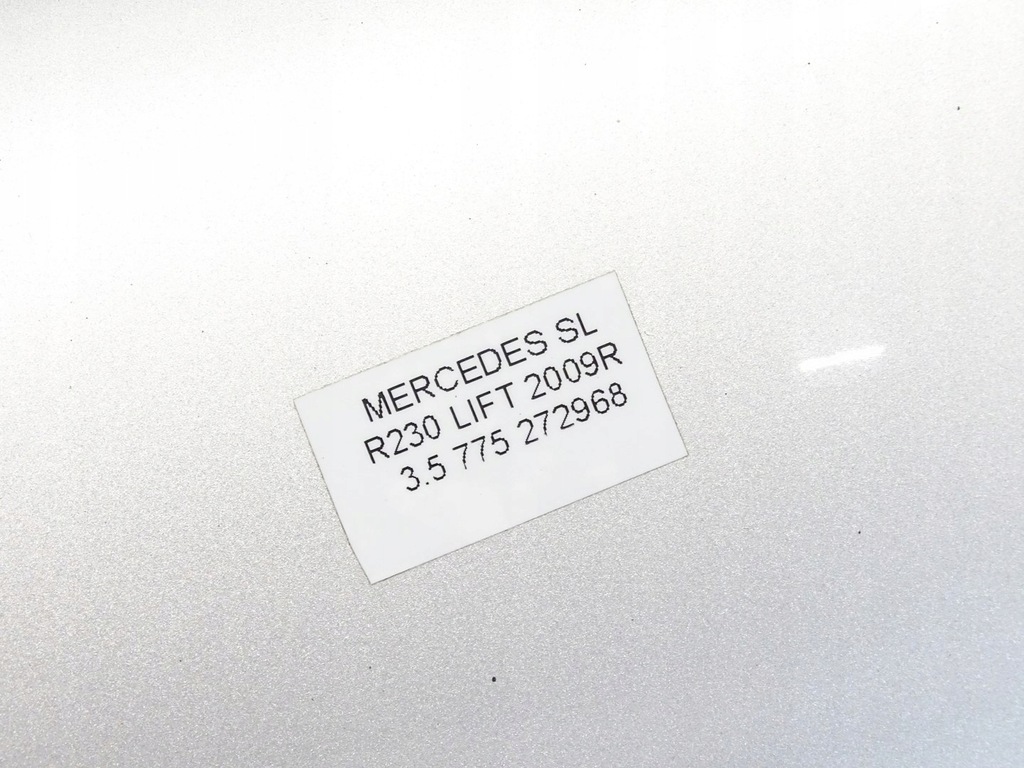 MERCEDES SL
R230 LIFT 2009R
3.5 775 272968